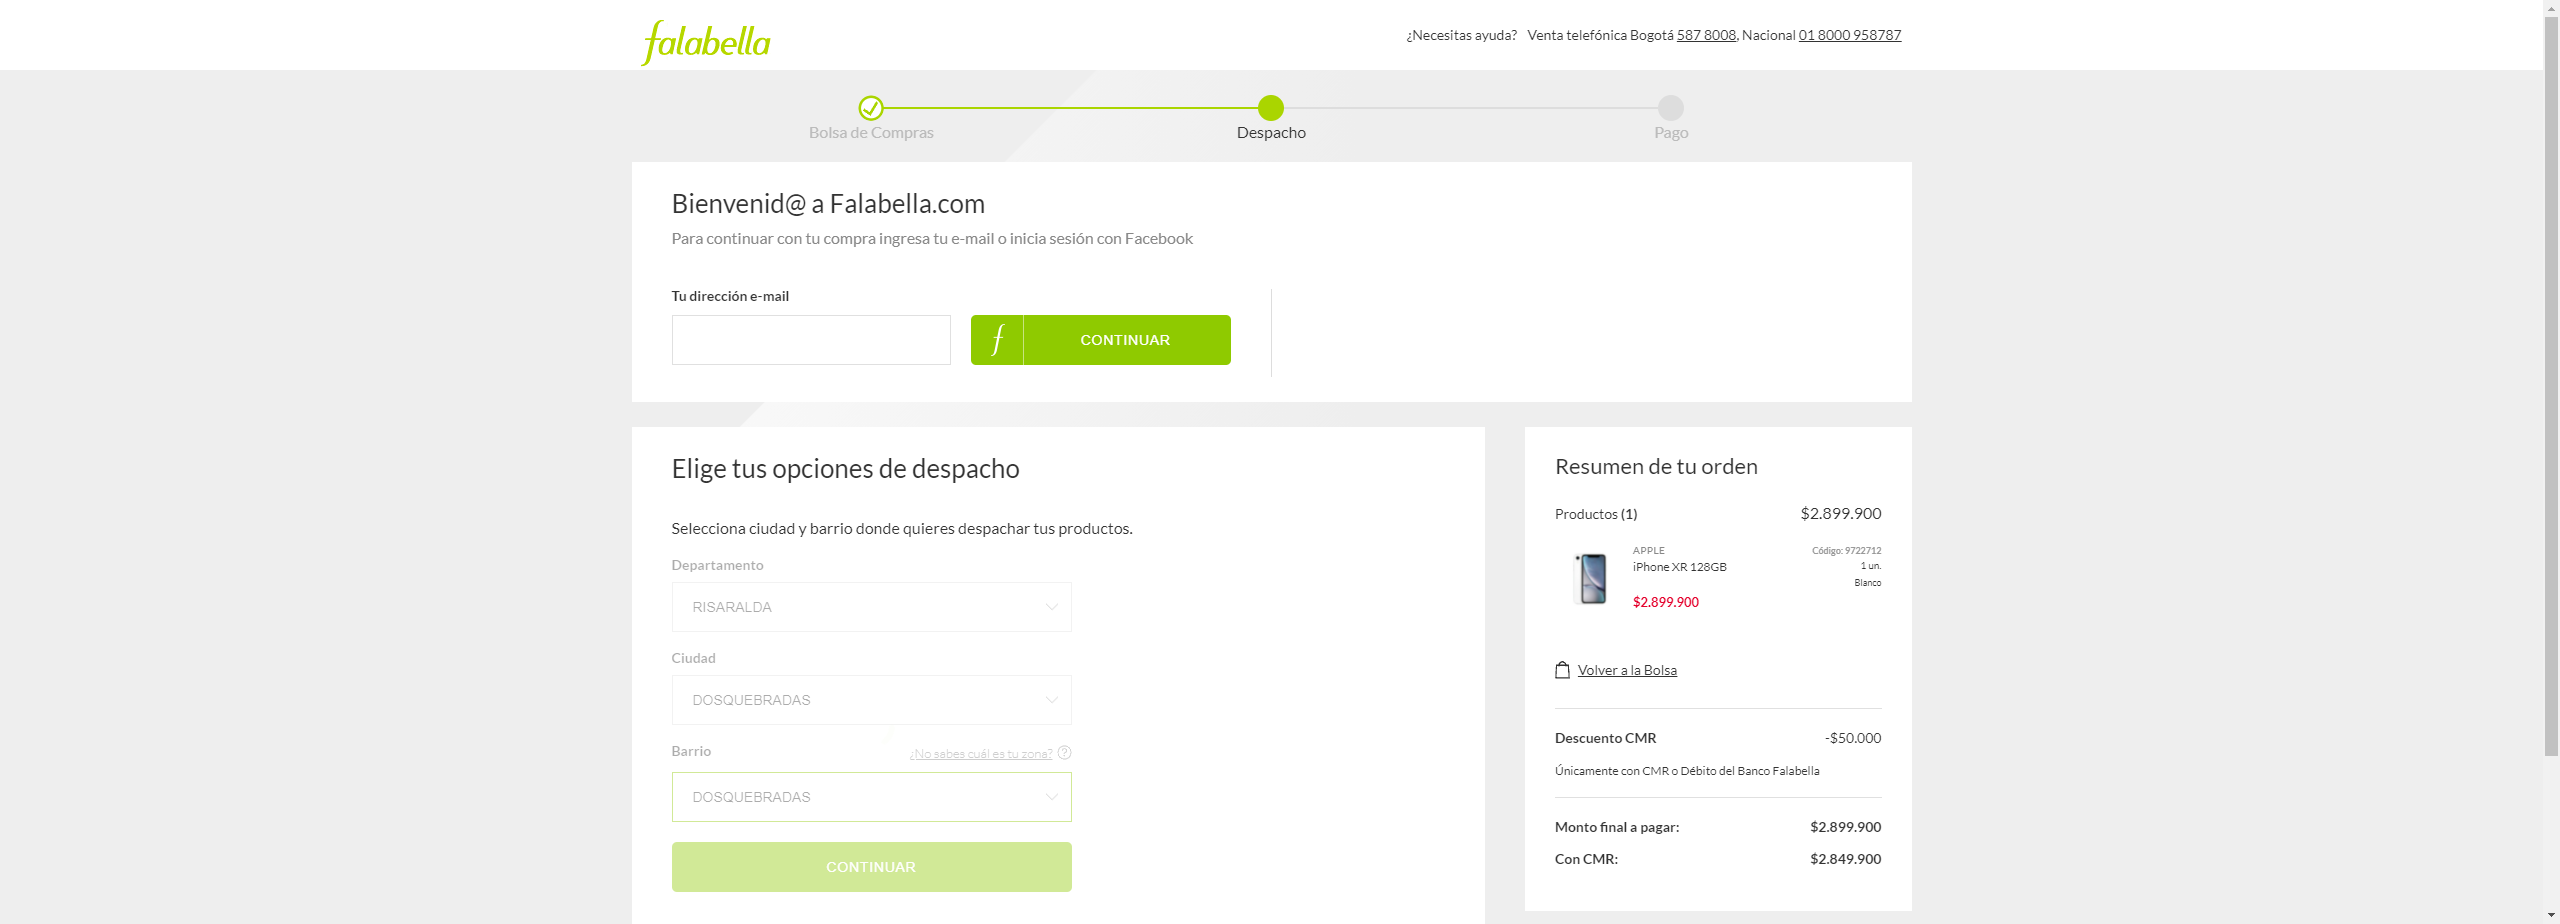 falabella
¿Necesitas ayuda? Venta telefónica Bogotá 587 8008, Nacional 01 8000 958787
Bolsa de Compras
Despacho
Pago
Bienvenid@ a Falabella.com
Para continuar con tu compra ingresa tu e-mail o inicia sesión con Facebook
Tu dirección e-mail
f CONTINUAR
Elige tus opciones de despacho
Selecciona ciudad y barrio donde quieres despachar tus productos.
Departamento
RISARALDA
Ciudad
DOSQUEBRADAS
Barrio ¿No sabes cuál es tu zona? ?
DOSQUEBRADAS
CONTINUAR
Resumen de tu orden
Productos (1) $2.899.900
APPLE Código: 9722712
iPhone XR 128GB 1 un.
Blanco
$2.899.900
Volver a la Bolsa
Descuento CMR -$50.000
Únicamente con CMR o Débito del Banco Falabella
Monto final a pagar: $2.899.900
Con CMR: $2.849.900